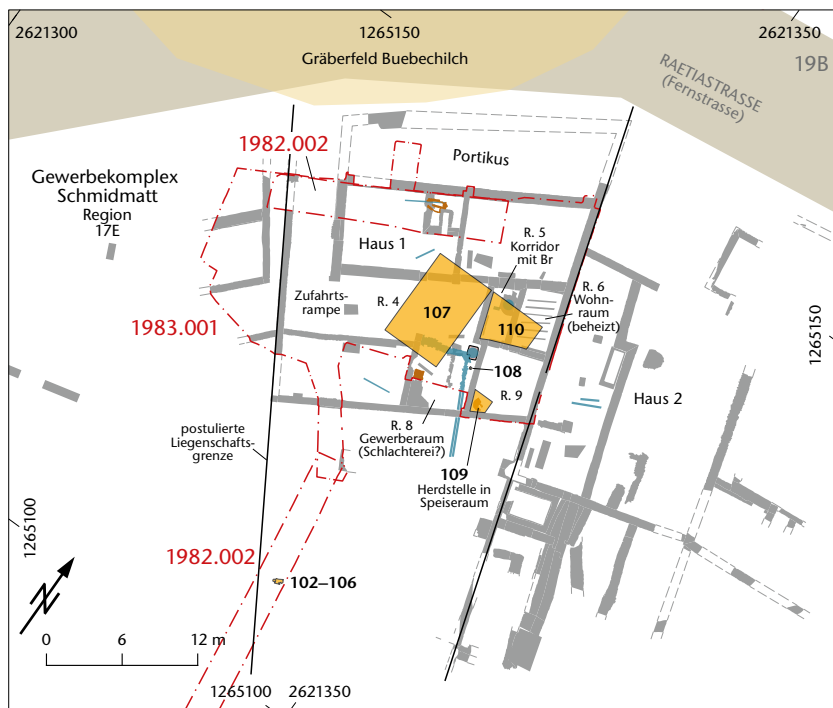 2621300
1265150
2621350
Gräberfeld Buebechilch
RAETIASTRASSE
(Fernstrasse)
19B
1982.002
Portikus
Gewerbekomplex
Schmidmatt
Region
17E
R. 5
Korridor
mit Br
Haus 1
R. 6
Wohn-
raum
(beheizt)
Zufahrts-
rampe
R. 4
107
110
1983.001
1265150
108
R. 9
Haus 2
R. 8
Gewerberaum
(Schlachterei?)
postulierte
Liegenschafts-
grenze
109
Herdstelle in
Speiseraum
1265100
1982.002
102–106
N
0 6 12 m
1265100
2621350